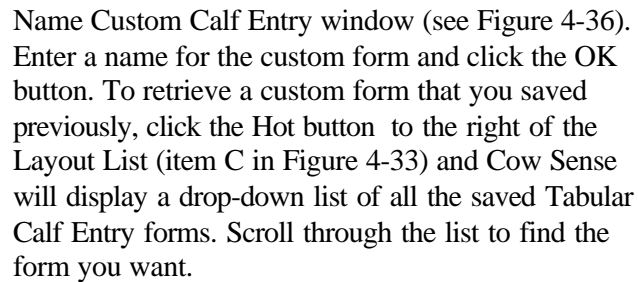 Name Custom Calf Entry window (see Figure 4-36).
Enter a name for the custom form and click the OK
button. To retrieve a custom form that you saved
previously, click the Hot button  to the right of the
Layout List (item C in Figure 4-33) and Cow Sense
will display a drop-down list of all the saved Tabular
Calf Entry forms. Scroll through the list to find the
form you want.